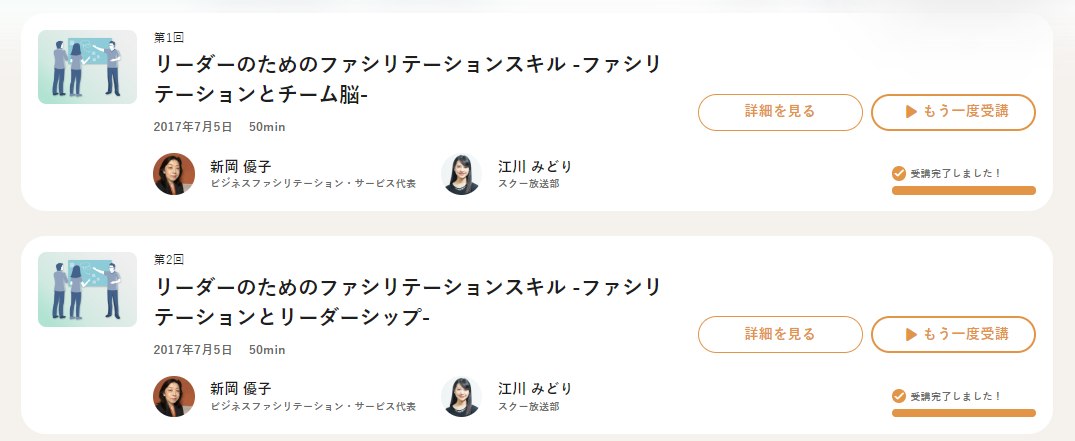 第1回
リーダーのためのファシリテーションスキル -ファシリ
テーションとチーム脳-
詳細を見る
もう一度受講
2017年7月5日 50min
新岡 優子
ビジネスファシリテーション・サービス代表
江川 みどり
スクー放送部
受講完了しました！
第2回
リーダーのためのファシリテーションスキル -ファシリ
テーションとリーダーシップ-
詳細を見る
もう一度受講
2017年7月5日 50min
新岡 優子
ビジネスファシリテーション・サービス代表
江川 みどり
スクー放送部
受講完了しました！